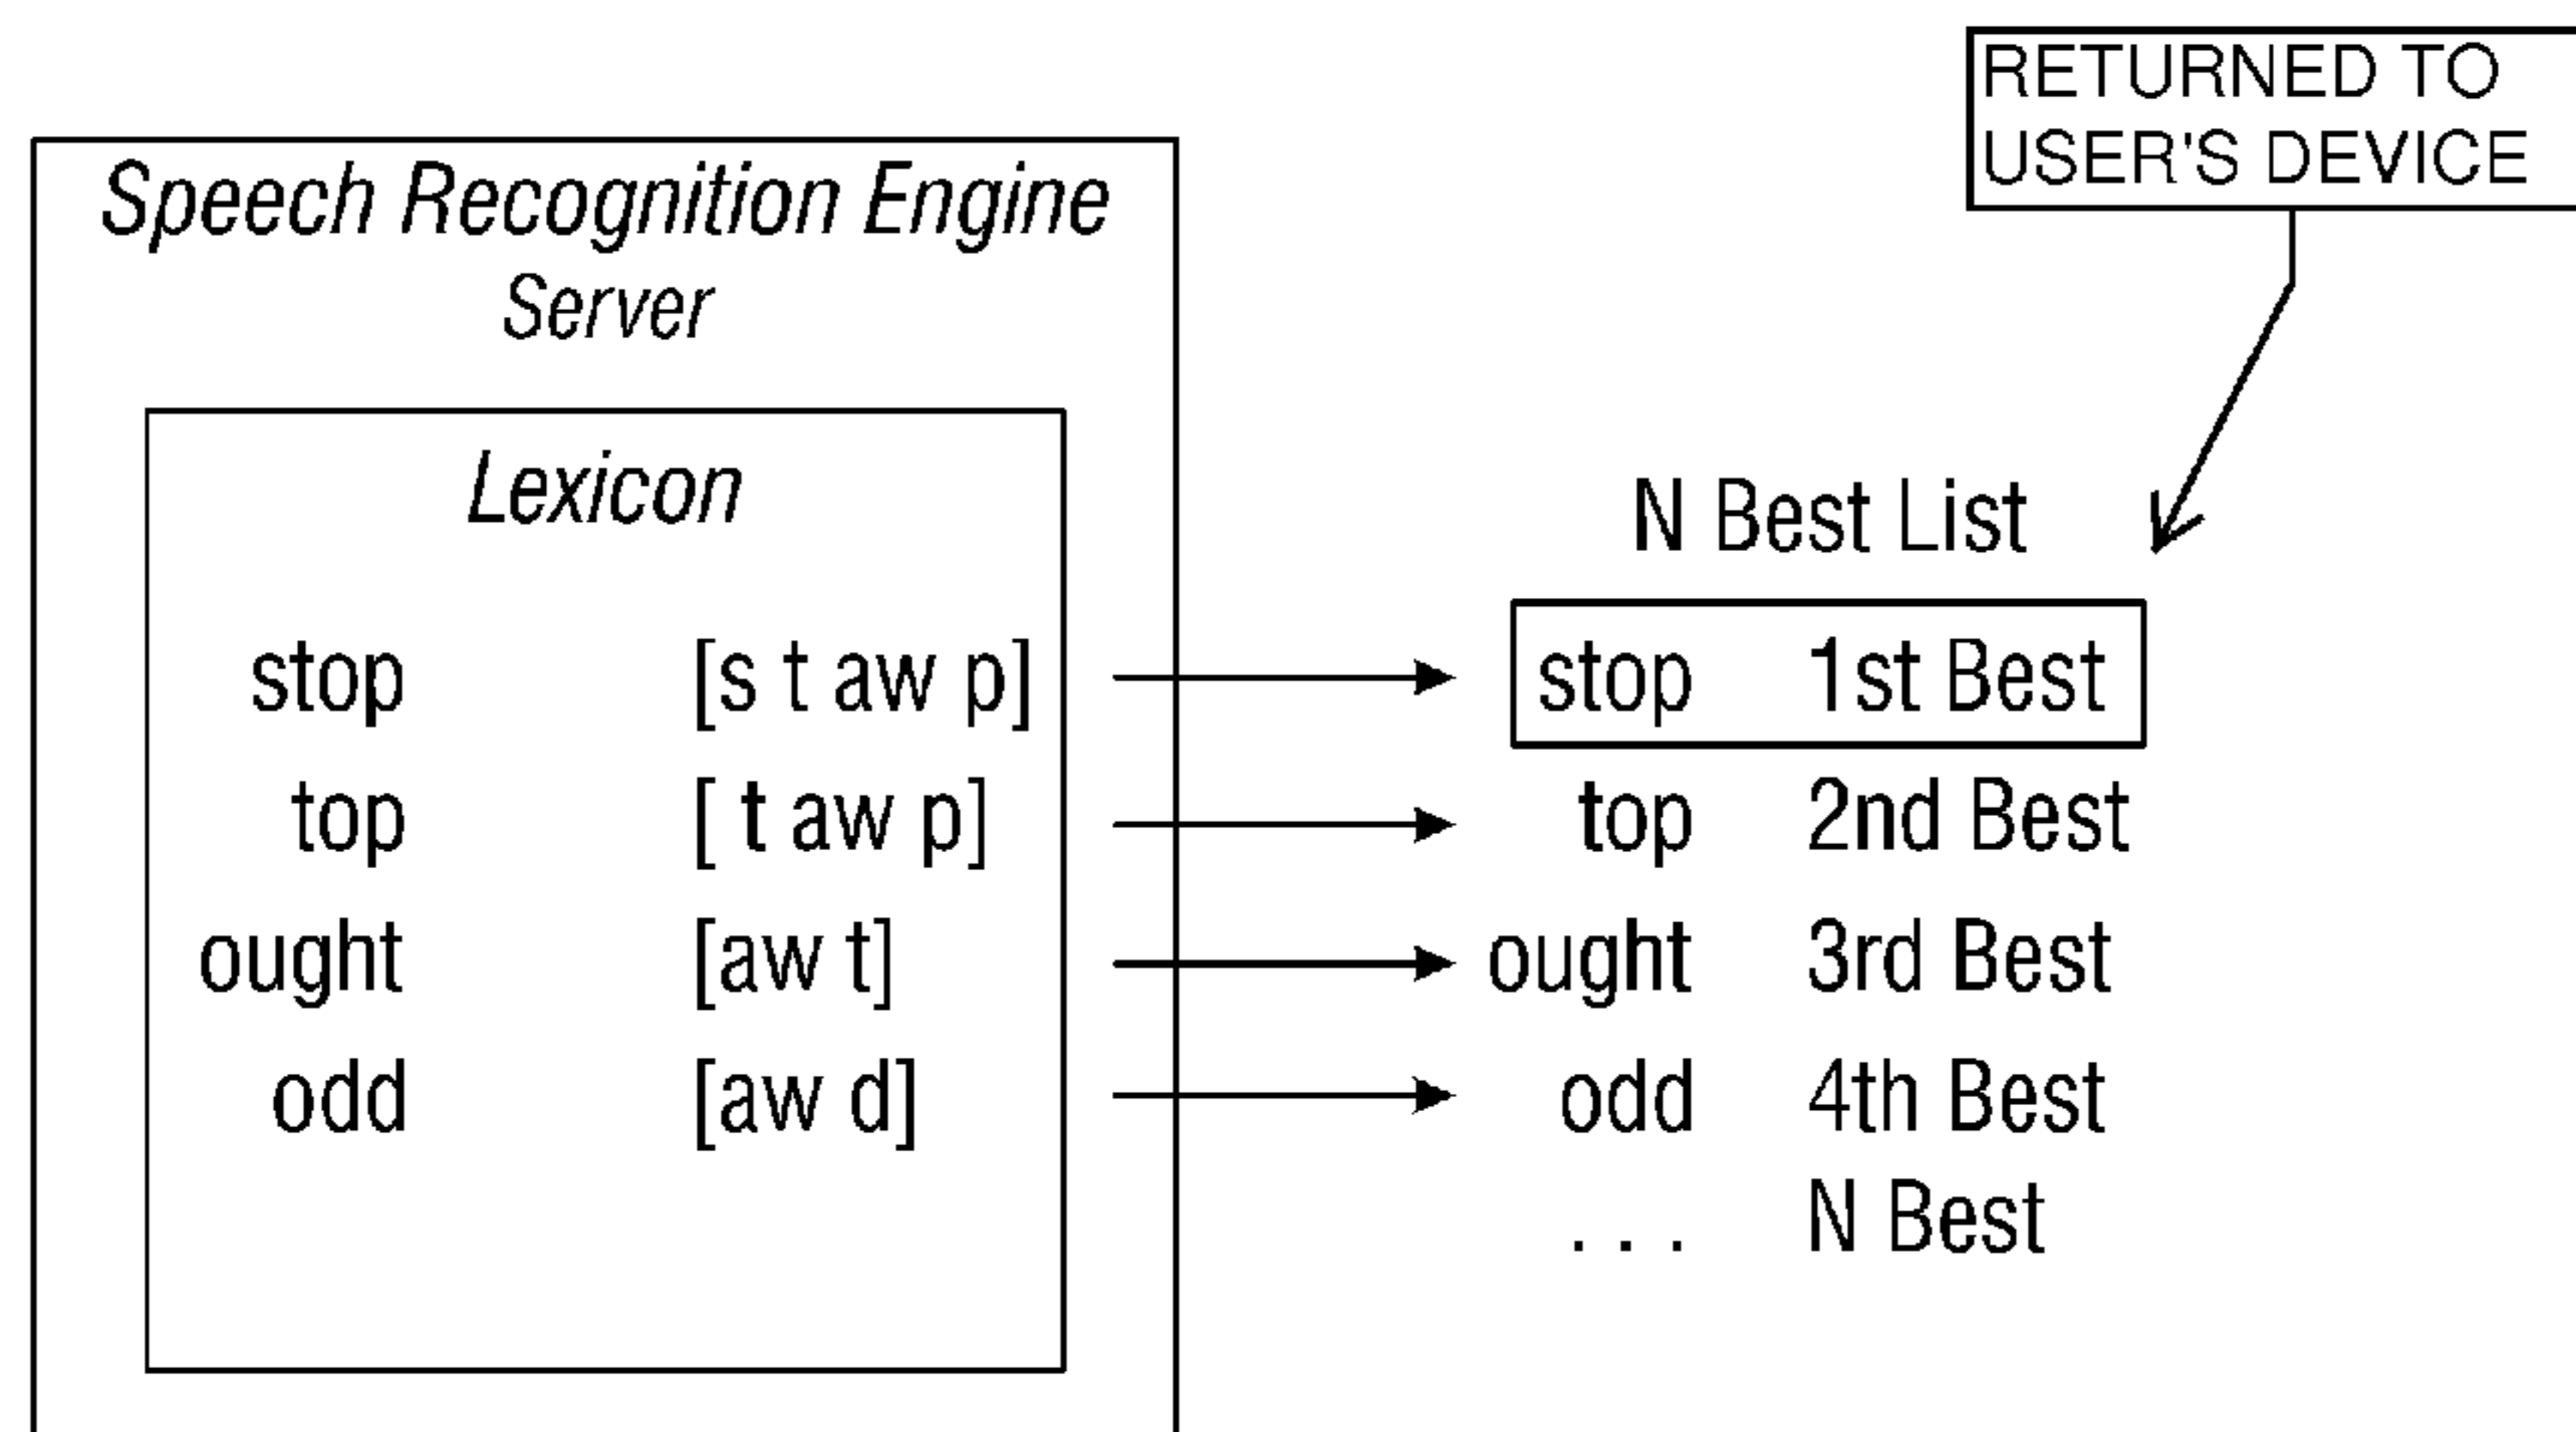 RETURNED TO
USER'S DEVICE
Speech Recognition Engine
Server
Lexicon
stop [s t aw p]
top [ t aw p]
ought [aw t]
odd [aw d]
N Best List
stop 1st Best
top 2nd Best
ought 3rd Best
odd 4th Best
. . . N Best